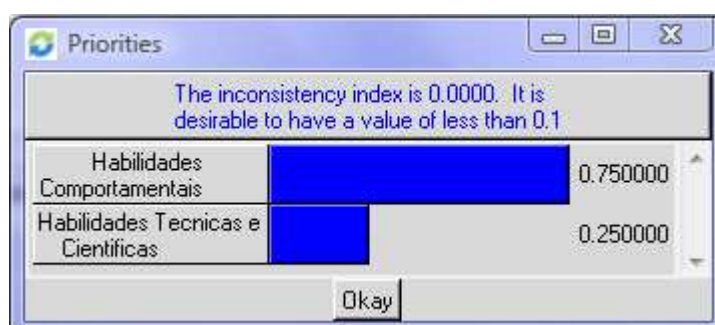 Priorities
The inconsistency index is 0.0000. It is
desirable to have a value of less than 0.1
Habilidades
Comportamentais
0.750000
Habilidades Tecnicas e
Cientificas
0.250000
Okay